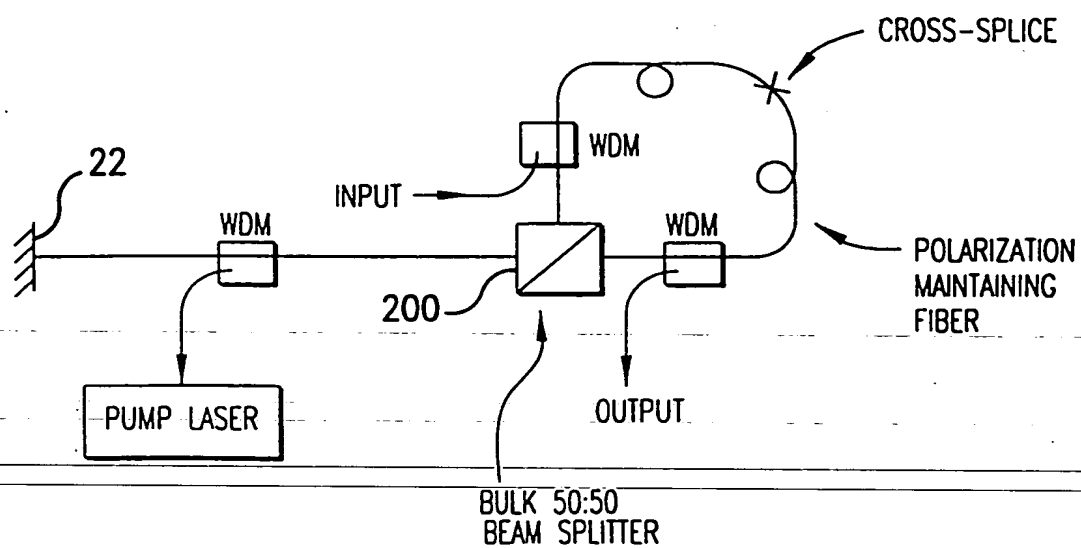 CROSS-SPLICE
WDM
22
INPUT
WDM
WDM
POLARIZATION
MAINTAINING
FIBER
200
PUMP LASER
OUTPUT
BULK 50:50
BEAM SPLITTER